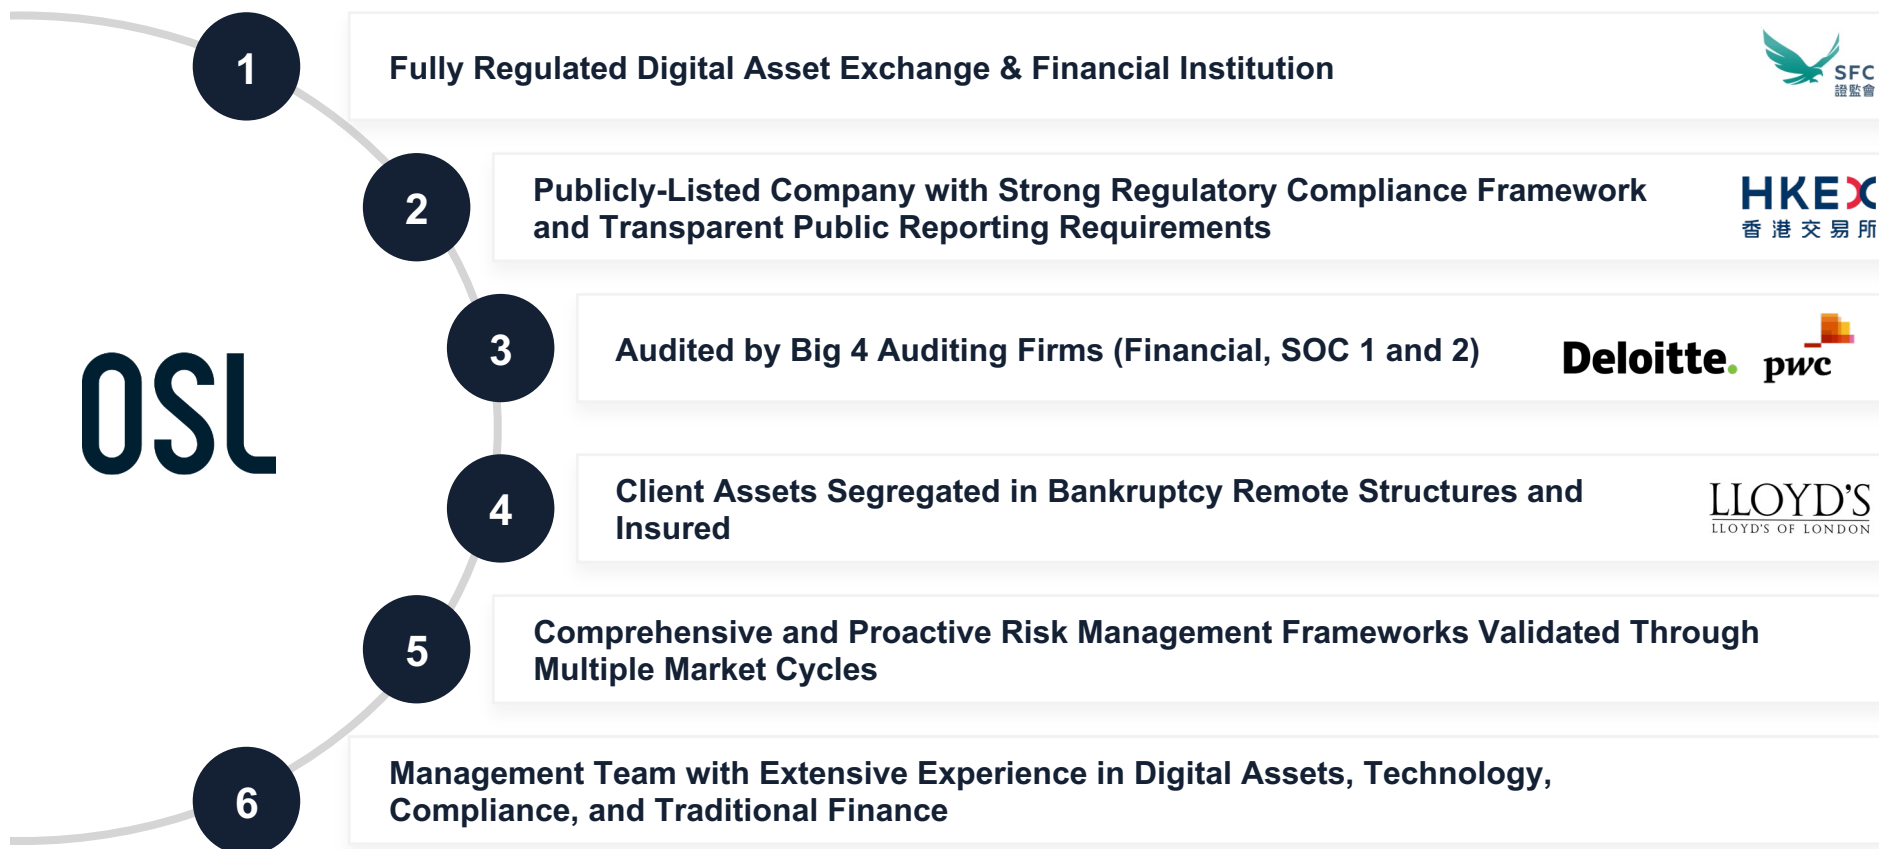 OSL
1
Fully Regulated Digital Asset Exchange & Financial Institution
SFC
證監會
2
Publicly-Listed Company with Strong Regulatory Compliance Framework
and Transparent Public Reporting Requirements
HKEX
香港交易所
3
Audited by Big 4 Auditing Firms (Financial, SOC 1 and 2)
Deloitte.
pwc
4
Client Assets Segregated in Bankruptcy Remote Structures and
Insured
LLOYD'S
LLOYD'S OF LONDON
5
Comprehensive and Proactive Risk Management Frameworks Validated Through
Multiple Market Cycles
6
Management Team with Extensive Experience in Digital Assets, Technology,
Compliance, and Traditional Finance